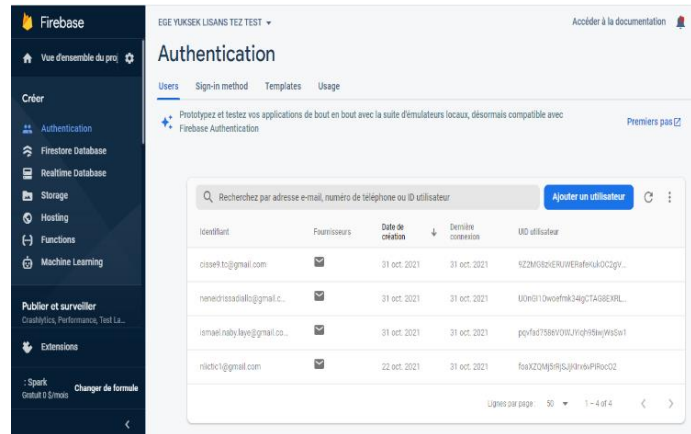 Firebase
Vue d'ensemble du proj
Créer
Authentication
Firestore Database
Realtime Database
Storage
Hosting
Functions
Machine Learning
Publier et surveiller
Crashlytics, Performance, Test La...
Extensions
: Spark
Gratuit 0 $/mois
Changer de formule
EGE YUKSEK LISANS TEZ TEST
Accéder à la documentation
Authentication
Users Sign-in method Templates Usage
Prototypez et testez vos applications de bout en bout avec la suite d'émulateurs locaux, désormais compatible avec
Firebase Authentication
Premiers pas
Recherchez par adresse e-mail, numéro de téléphone ou ID utilisateur
Ajouter un utilisateur
Identifiant Fournisseurs Date de création Dernière connexion UID utilisateur
cisse9.tc@gmail.com 31 oct. 2021 31 oct. 2021
neneidrissadiallo@gmail.c... 31 oct. 2021 31 oct. 2021
ismael.naby.laye@gmail.co... 31 oct. 2021 31 oct. 2021
nlictic1@gmail.com 22 oct. 2021 31 oct. 2021
Lignes par page : 50 1 – 4 of 4